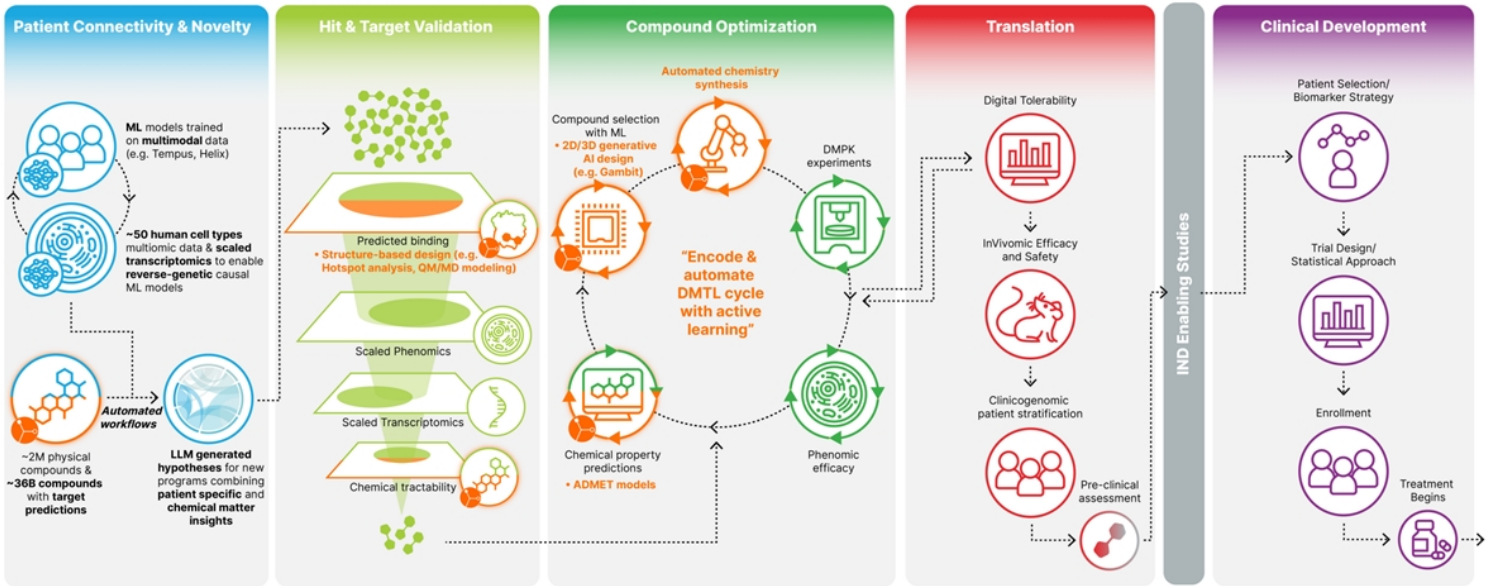 Patient Connectivity & Novelty
ML models trained
on multimodal data
(e.g. Tempus, Helix)
~50 human cell types
multiomic data & scaled
transcriptomics to enable
reverse-genetic causal
ML models
Automated
workflows
~2M physical
compounds &
~36B compounds
with target
predictions
LLM generated
hypotheses for new
programs combining
patient specific and
chemical matter
insights
Hit & Target Validation
Predicted binding
• Structure-based design (e.g.
Hotspot analysis, QM/MD modeling)
Scaled Phenomics
Scaled Transcriptomics
Chemical tractability
Compound Optimization
Automated chemistry
synthesis
Compound selection
with ML
• 2D/3D generative
AI design
(e.g. Gambit)
DMPK
experiments
“Encode &
automate
DMTL cycle
with active
learning”
Chemical property
predictions
• ADMET models
Phenomic
efficacy
Translation
Digital Tolerability
InVivomic Efficacy
and Safety
Clinicogenomic
patient stratification
Pre-clinical
assessment
IND Enabling Studies
Clinical Development
Patient Selection/
Biomarker Strategy
Trial Design/
Statistical Approach
Enrollment
Treatment
Begins